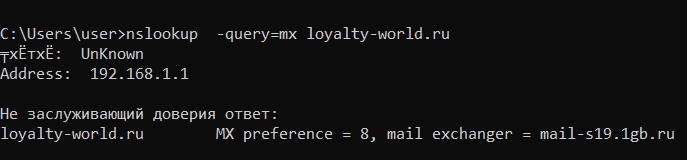 C:\Users\user>nslookup -query=mx loyalty-world.ru
╤хЁтхЁ: UnKnown
Address: 192.168.1.1
Не заслуживающий доверия ответ:
loyalty-world.ru MX preference = 8, mail exchanger = mail-s19.1gb.ru